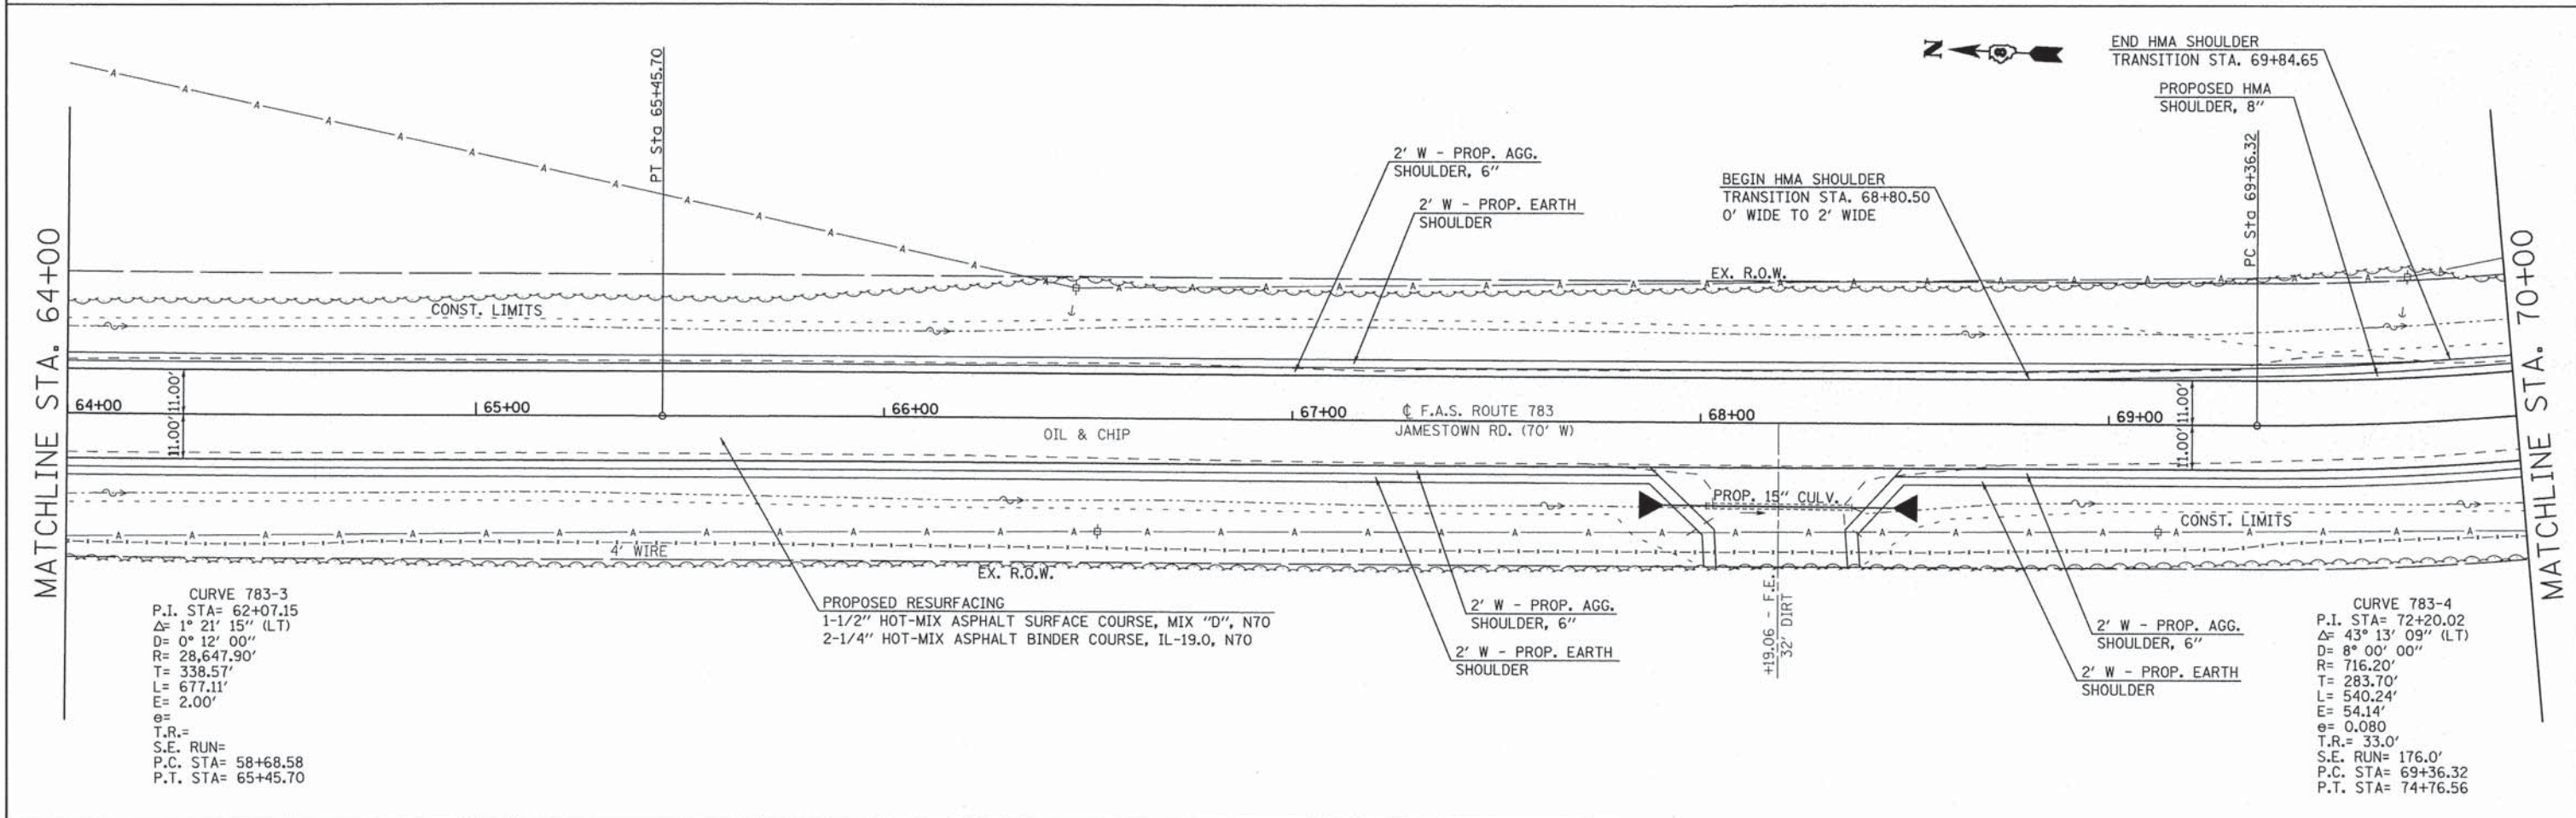 N
END HMA SHOULDER
TRANSITION STA. 69+84.65
PROPOSED HMA
SHOULDER, 8"
PT Sta 65+45.70
2' W - PROP. AGG.
SHOULDER, 6"
2' W - PROP. EARTH
SHOULDER
BEGIN HMA SHOULDER
TRANSITION STA. 68+80.50
0' WIDE TO 2' WIDE
PC Sta 69+36.32
MATCHLINE STA. 64+00
MATCHLINE STA. 70+00
EX. R.O.W.
CONST. LIMITS
11.00'
11.00'
64+00
65+00
66+00
67+00
68+00
69+00
℄ F.A.S. ROUTE 783
JAMESTOWN RD. (70' W)
OIL & CHIP
11.00'
11.00'
PROP. 15" CULV.
CONST. LIMITS
4' WIRE
EX. R.O.W.
+19.06 - F.E.
32' DIRT
PROPOSED RESURFACING
1-1/2" HOT-MIX ASPHALT SURFACE COURSE, MIX "D", N70
2-1/4" HOT-MIX ASPHALT BINDER COURSE, IL-19.0, N70
2' W - PROP. AGG.
SHOULDER, 6"
2' W - PROP. EARTH
SHOULDER
2' W - PROP. AGG.
SHOULDER, 6"
2' W - PROP. EARTH
SHOULDER
CURVE 783-3
P.I. STA= 62+07.15
Δ= 1° 21' 15" (LT)
D= 0° 12' 00"
R= 28,647.90'
T= 338.57'
L= 677.11'
E= 2.00'
e=
T.R.=
S.E. RUN=
P.C. STA= 58+68.58
P.T. STA= 65+45.70
CURVE 783-4
P.I. STA= 72+20.02
Δ= 43° 13' 09" (LT)
D= 8° 00' 00"
R= 716.20'
T= 283.70'
L= 540.24'
E= 54.14'
e= 0.080
T.R.= 33.0'
S.E. RUN= 176.0'
P.C. STA= 69+36.32
P.T. STA= 74+76.56